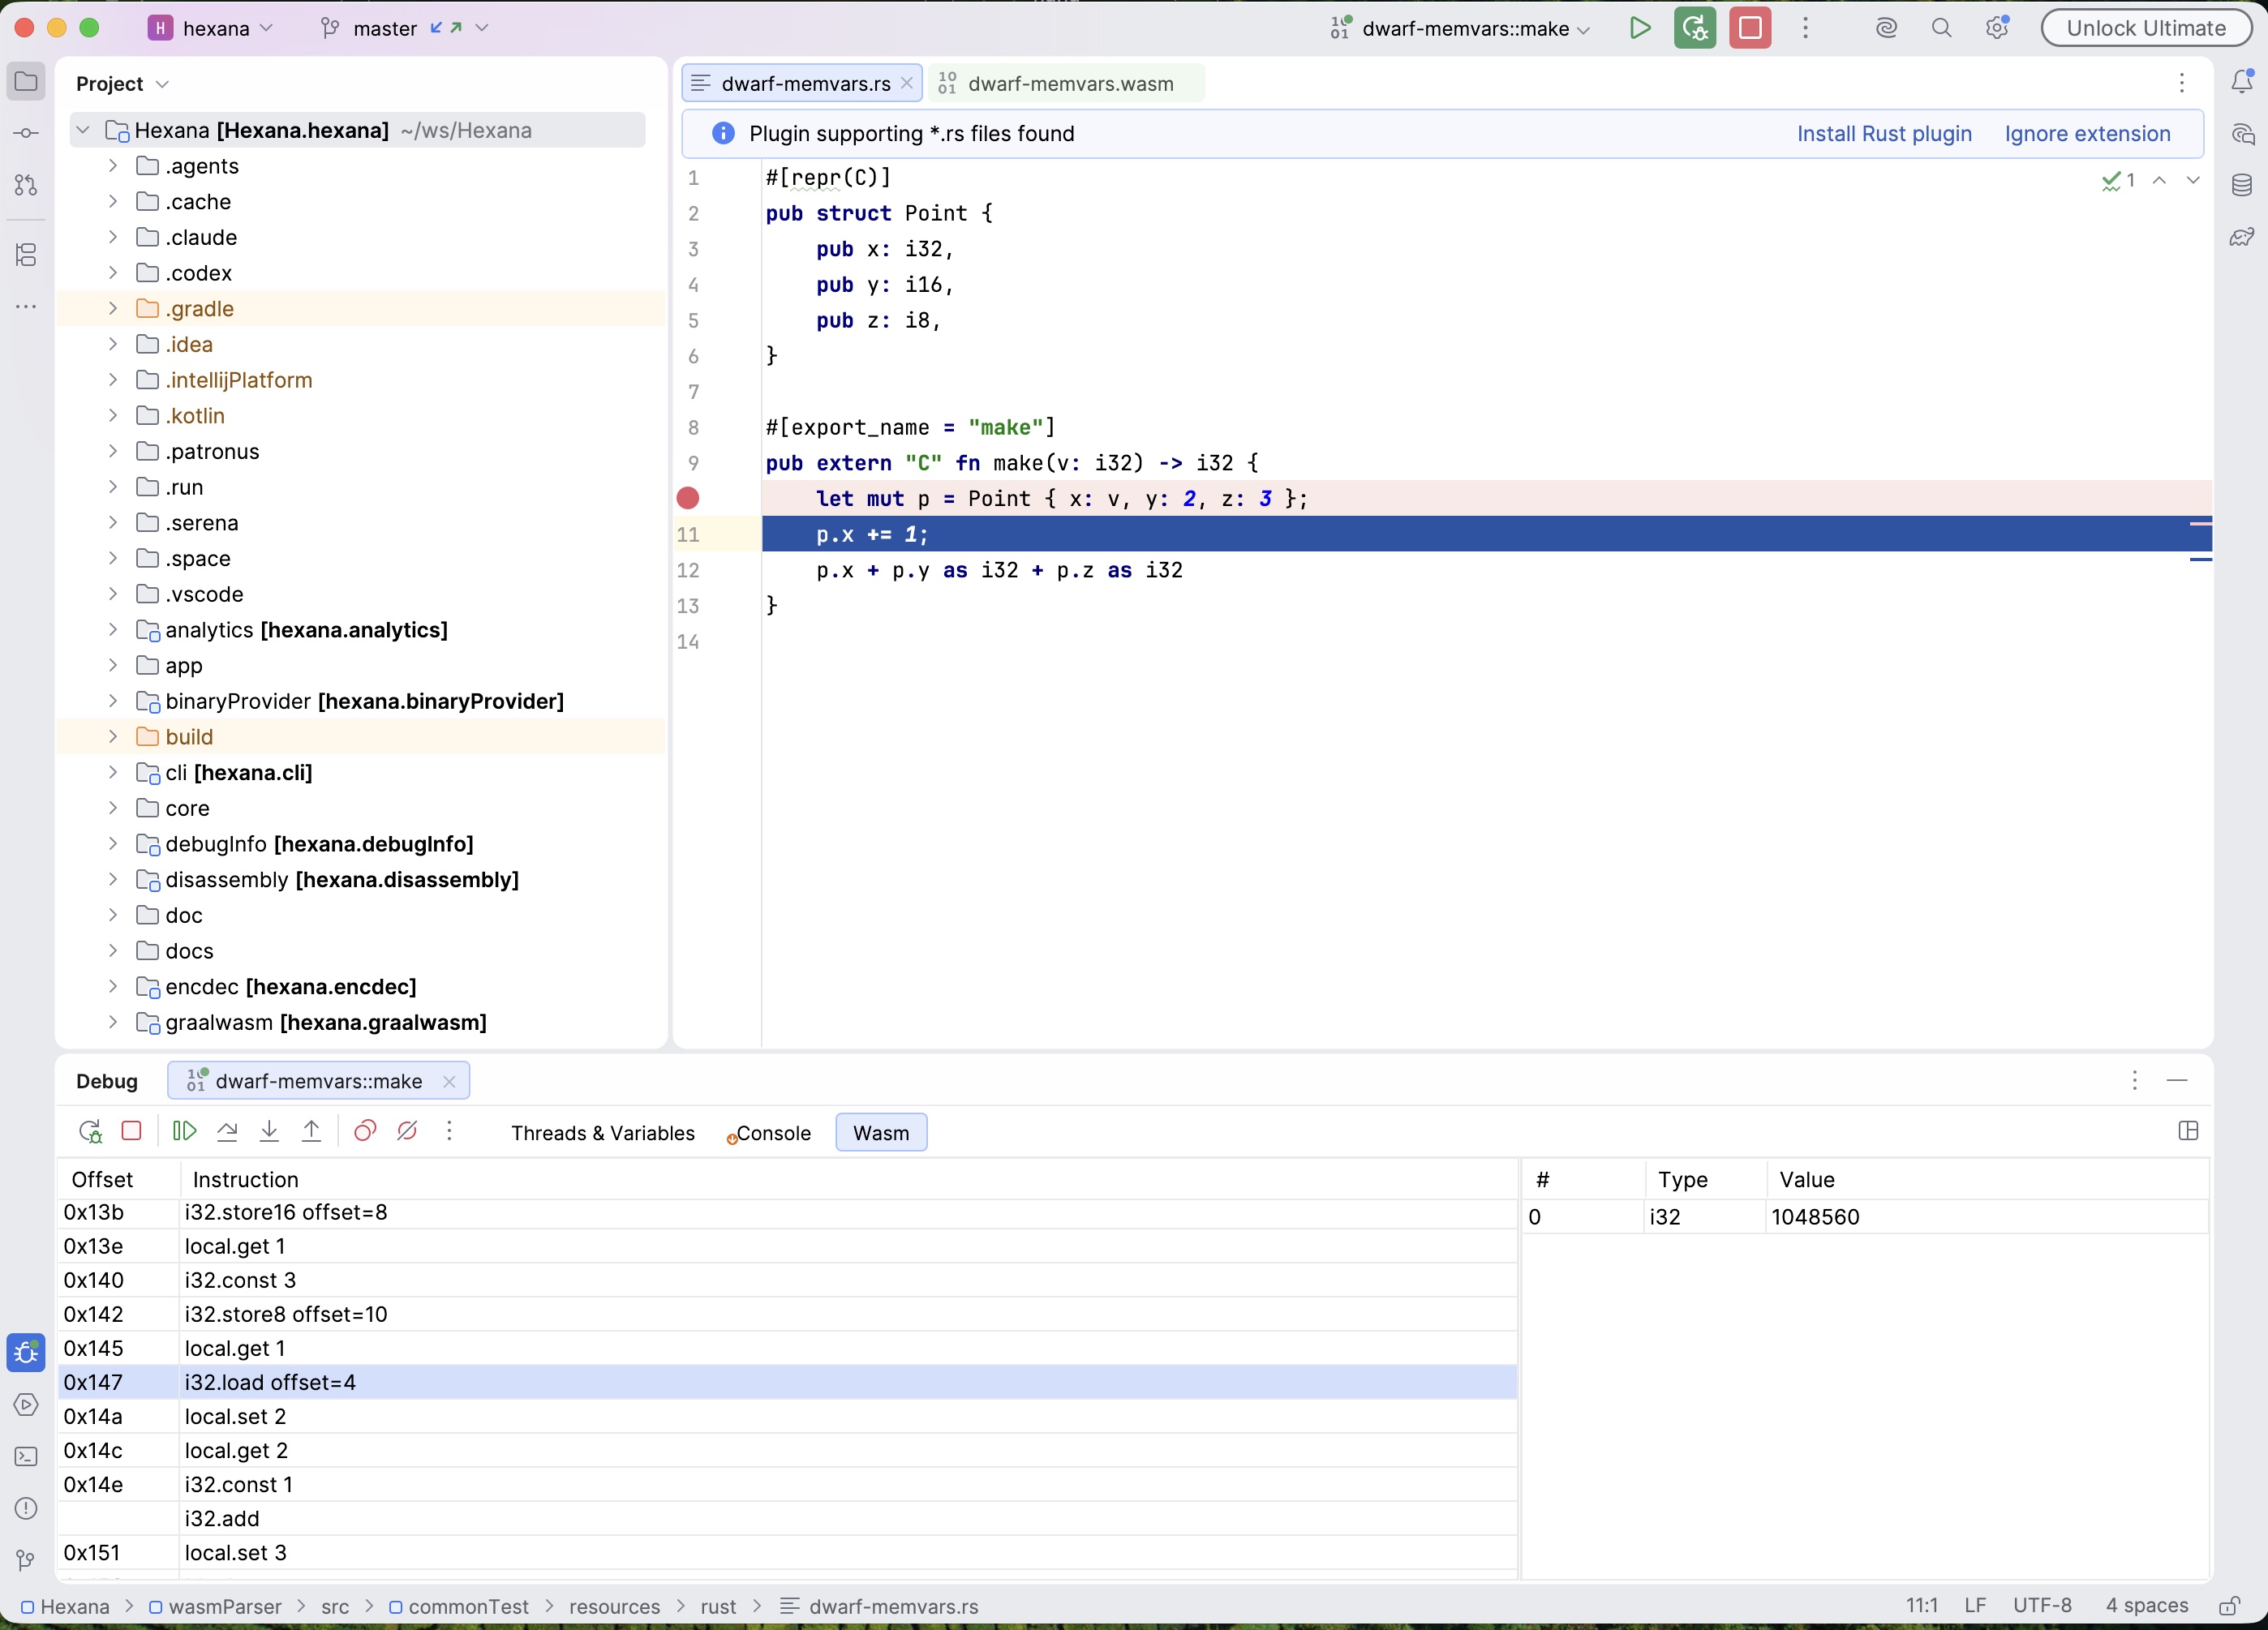 H hexana
master
dwarf-memvars::make
Unlock Ultimate
Project
Hexana [Hexana.hexana] ~/ws/Hexana
.agents
.cache
.claude
.codex
.gradle
.idea
.intellijPlatform
.kotlin
.patronus
.run
.serena
.space
.vscode
analytics [hexana.analytics]
app
binaryProvider [hexana.binaryProvider]
build
cli [hexana.cli]
core
debugInfo [hexana.debugInfo]
disassembly [hexana.disassembly]
doc
docs
encdec [hexana.encdec]
graalwasm [hexana.graalwasm]
dwarf-memvars.rs
dwarf-memvars.wasm
Plugin supporting *.rs files found
Install Rust plugin
Ignore extension
1 #[repr(C)]
1
2 pub struct Point {
3 pub x: i32,
4 pub y: i16,
5 pub z: i8,
6 }
7
8 #[export_name = "make"]
9 pub extern "C" fn make(v: i32) -> i32 {
let mut p = Point { x: v, y: 2, z: 3 };
11 p.x += 1;
12 p.x + p.y as i32 + p.z as i32
13 }
14
Debug
dwarf-memvars::make
Threads & Variables
Console
Wasm
Offset Instruction
0x13b i32.store16 offset=8
0x13e local.get 1
0x140 i32.const 3
0x142 i32.store8 offset=10
0x145 local.get 1
0x147 i32.load offset=4
0x14a local.set 2
0x14c local.get 2
0x14e i32.const 1
i32.add
0x151 local.set 3
# Type Value
0 i32 1048560
Hexana > wasmParser > src > commonTest > resources > rust > dwarf-memvars.rs
11:1 LF UTF-8 4 spaces